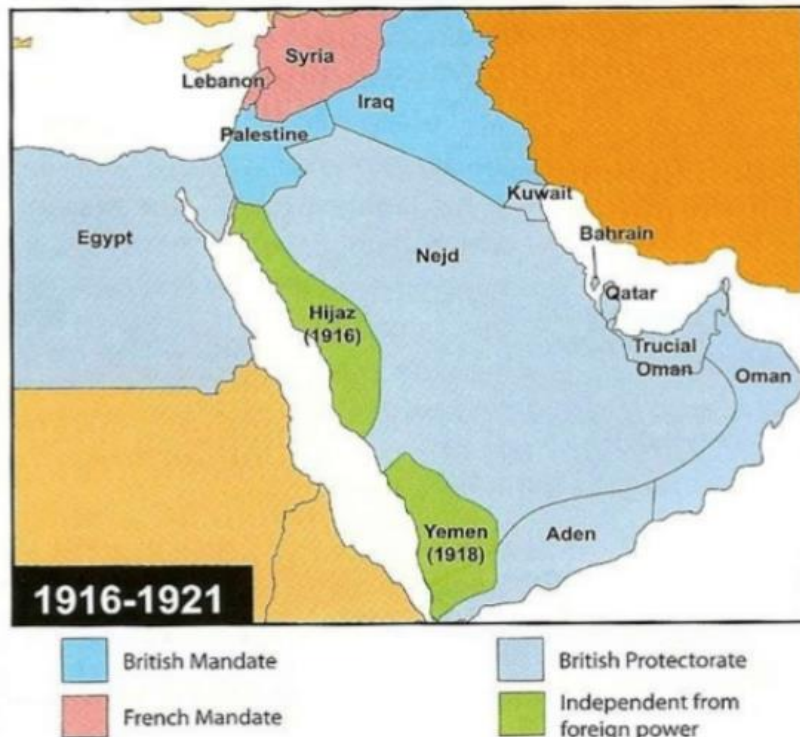 Syria
Lebanon
Iraq
Palestine
Kuwait
Egypt
Bahrain
Nejd
Qatar
Hijaz
(1916)
Trucial
Oman
Oman
Yemen
(1918)
Aden
1916-1921
British Mandate
British Protectorate
French Mandate
Independent from
foreign power